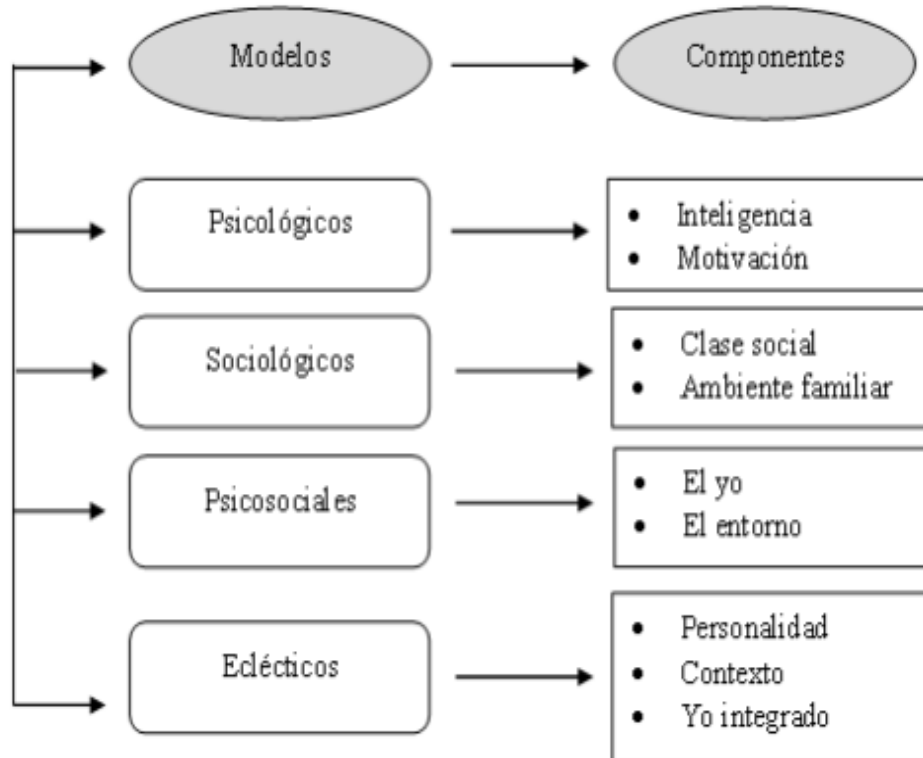 Modelos
Componentes
Psicológicos
• Inteligencia
• Motivación
Sociológicos
• Clase social
• Ambiente familiar
Psicosociales
• El yo
• El entorno
Eclécticos
• Personalidad
• Contexto
• Yo integrado